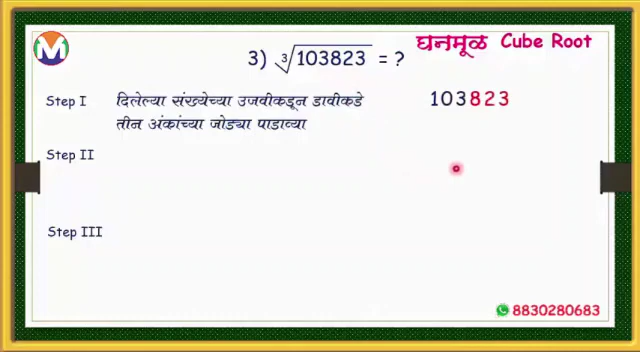 घनमूळ Cube Root
3) ∛103823 = ?
Step I दिलेल्या संख्येच्या उजवीकडून डावीकडे 103823
तीन अंकांच्या जोड्या पाडाव्या
Step II
Step III
8830280683